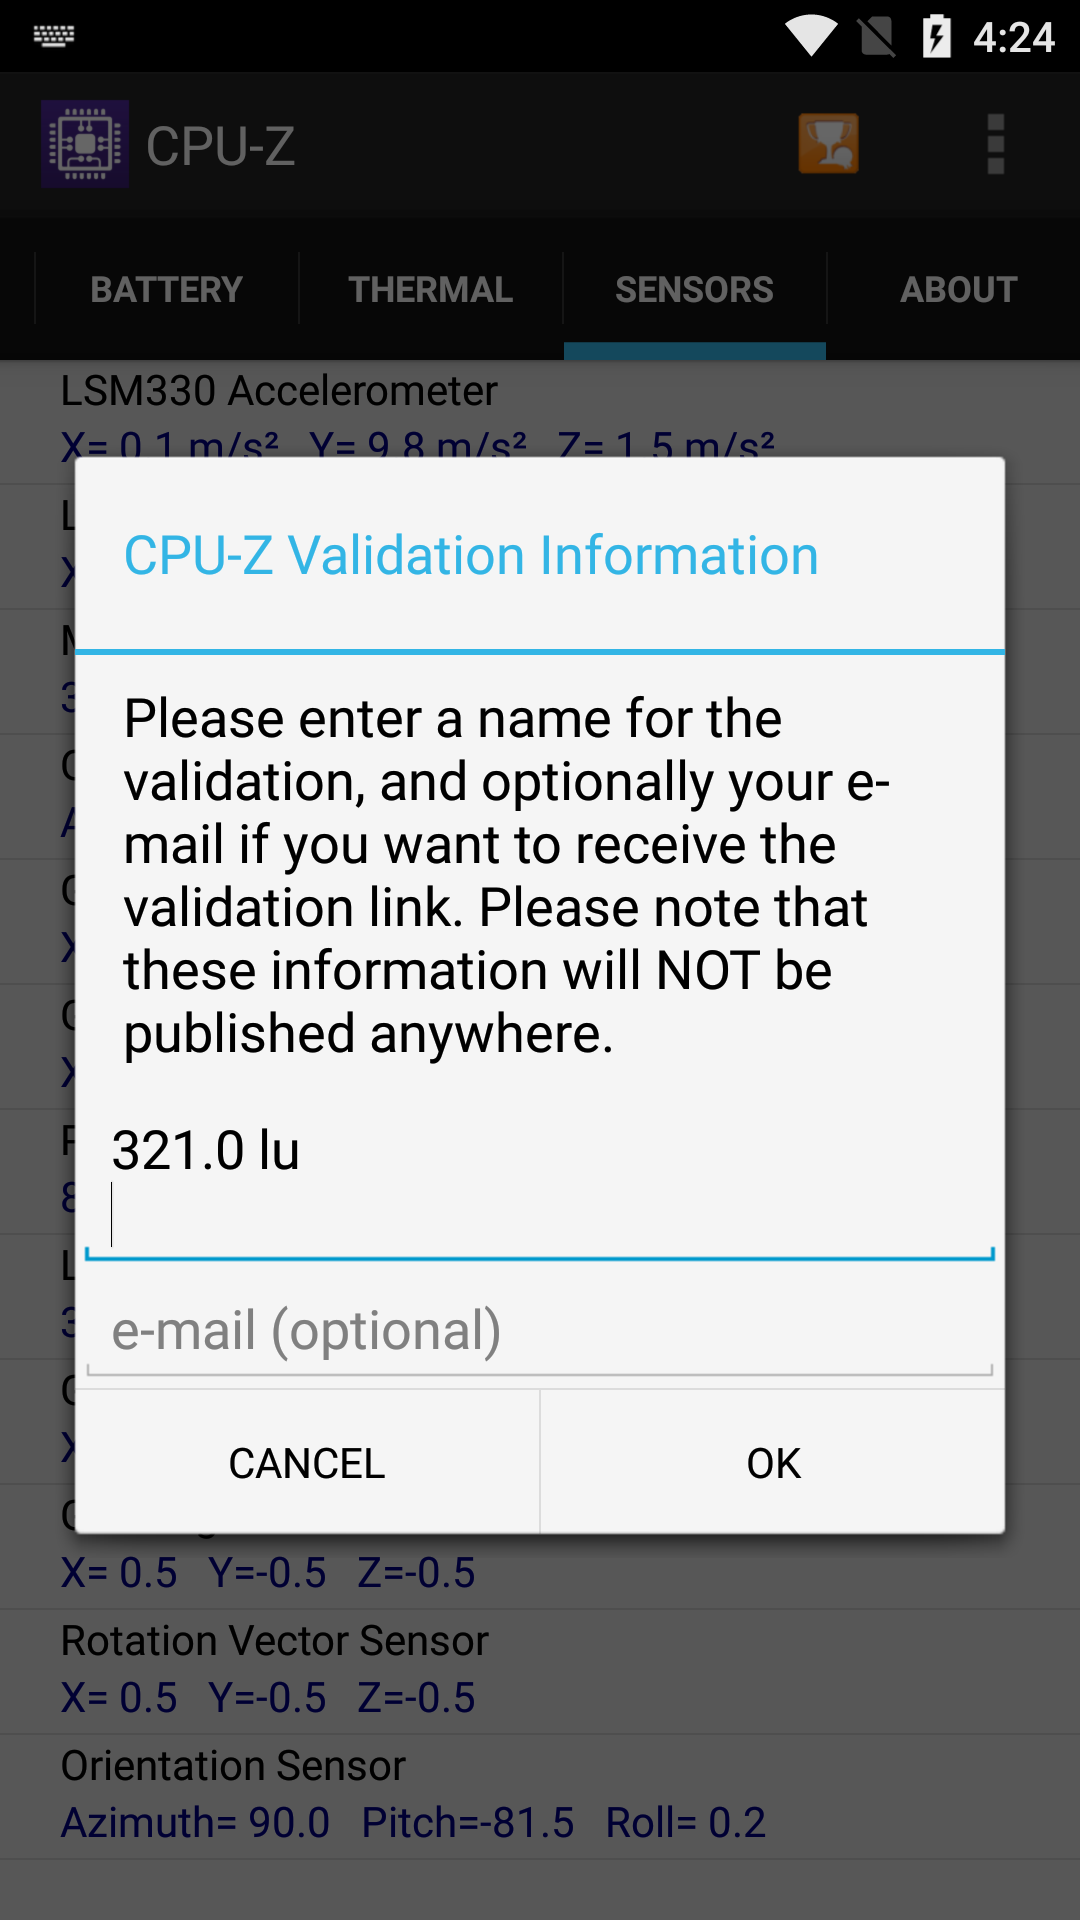 4:24
CPU-Z
BATTERY THERMAL SENSORS ABOUT
LSM330 Accelerometer
X= 0.1 m/s² Y= 9.8 m/s² Z= 1.5 m/s²
CPU-Z Validation Information
Please enter a name for the
validation, and optionally your e-
mail if you want to receive the
validation link. Please note that
these information will NOT be
published anywhere.
321.0 lu
e-mail (optional)
CANCEL OK
X= 0.5 Y=-0.5 Z=-0.5
Rotation Vector Sensor
X= 0.5 Y=-0.5 Z=-0.5
Orientation Sensor
Azimuth= 90.0 Pitch=-81.5 Roll= 0.2